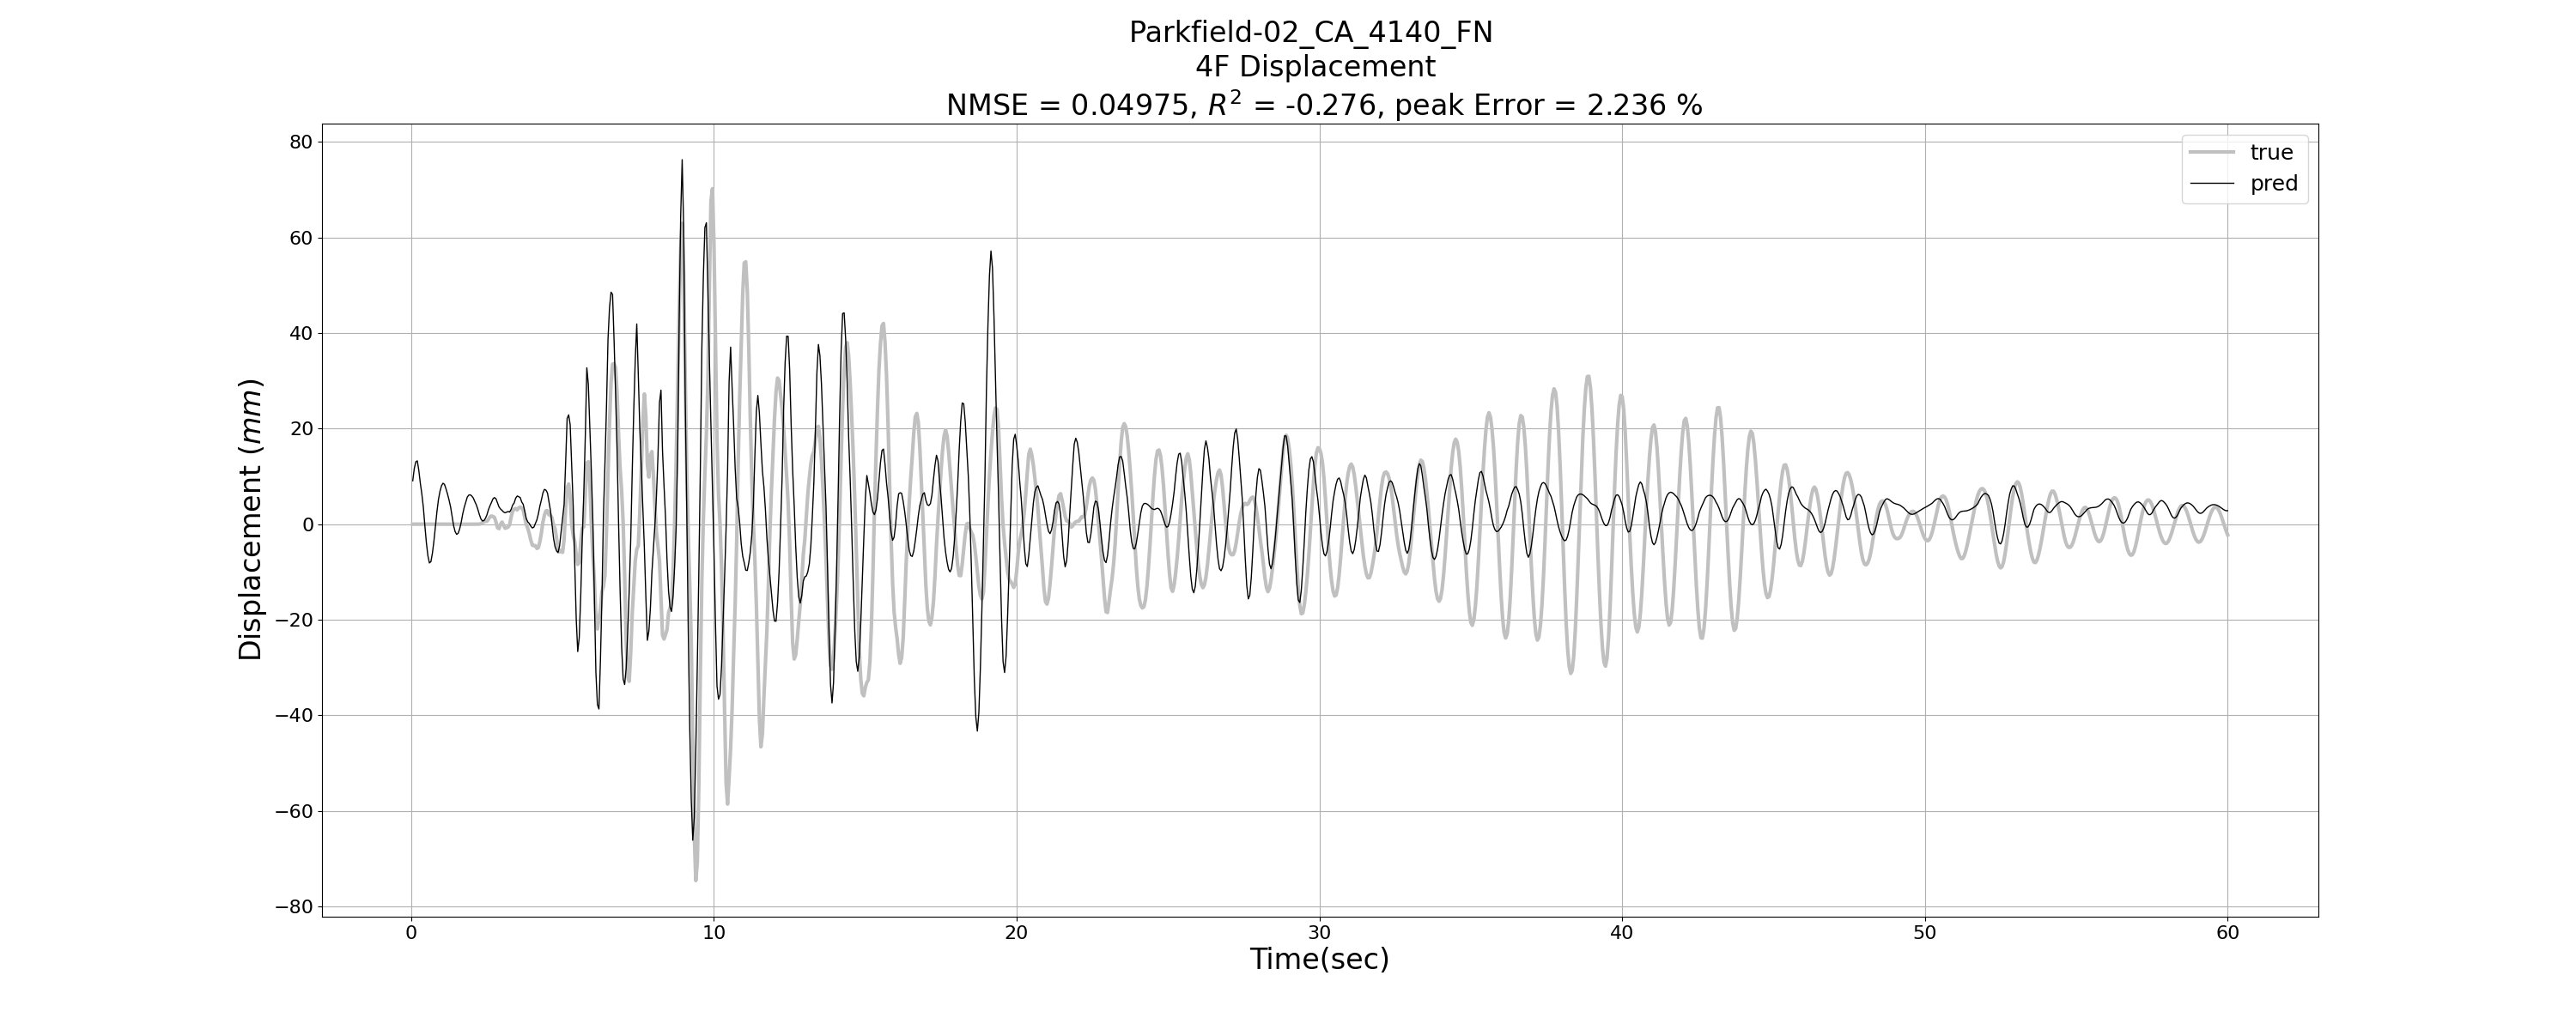 Parkfield-02_CA_4140_FN
4F Displacement
NMSE = 0.04975, R² = -0.276, peak Error = 2.236 %
true
pred
80
60
40
20
0
−20
−40
−60
−80
Displacement (mm)
0 10 20 30 40 50 60
Time(sec)